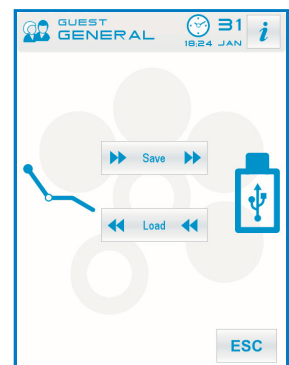 GUEST
GENERAL
31
18:24 JAN
i
Save
Load
ESC